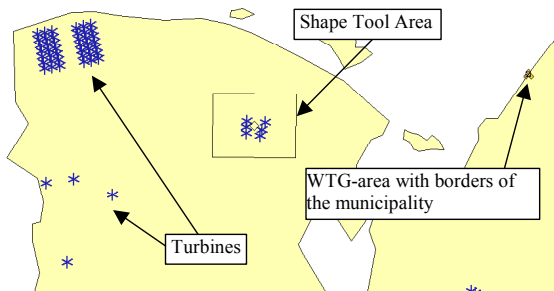 Shape Tool Area
WTG-area with borders of
the municipality
Turbines